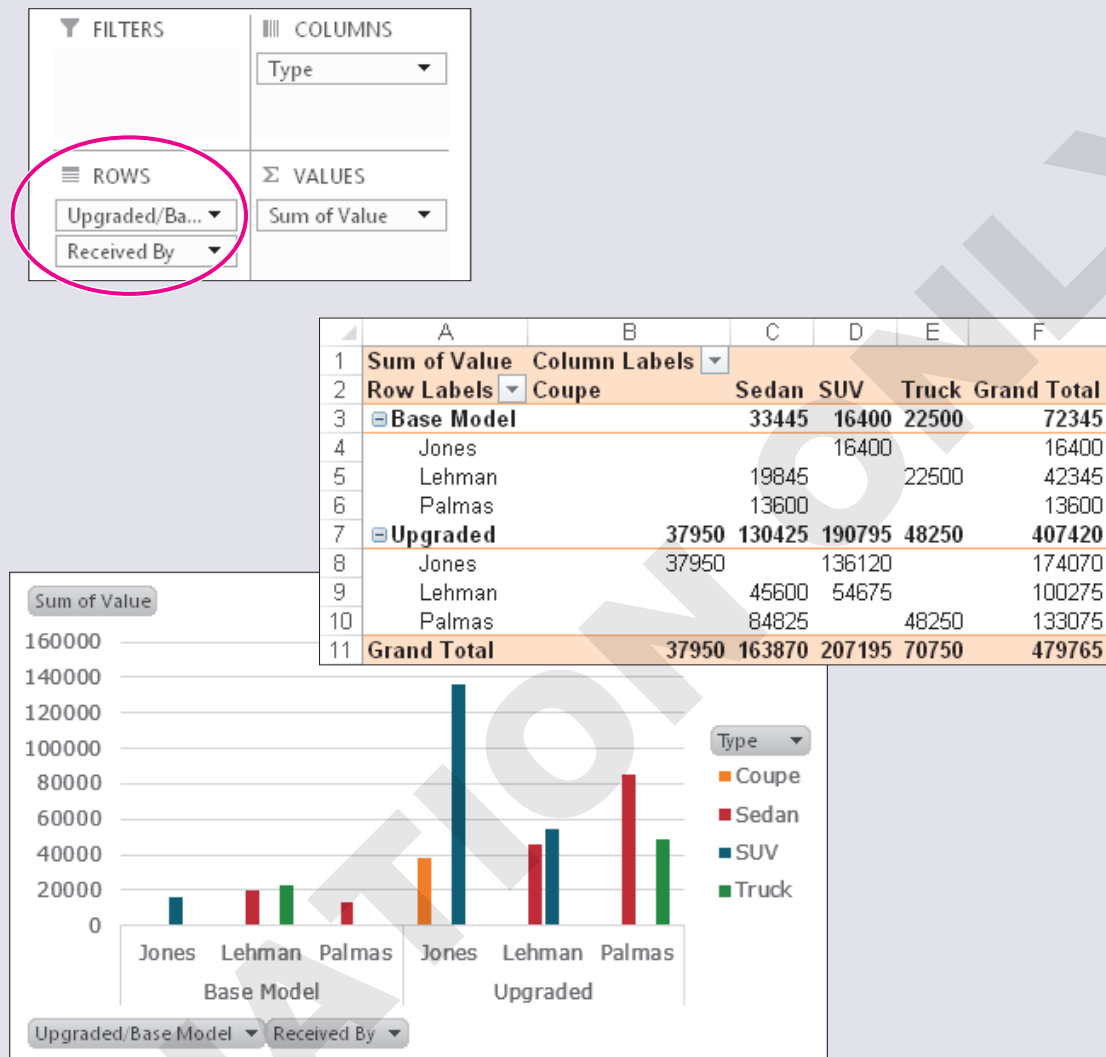 FILTERS COLUMNS
Type
ROWS Σ VALUES
Upgraded/Ba... Sum of Value
Received By
A B C D E F
1 Sum of Value Column Labels
2 Row Labels Coupe Sedan SUV Truck Grand Total
3 Base Model 33445 16400 22500 72345
4 Jones 16400 16400
5 Lehman 19845 22500 42345
6 Palmas 13600 13600
7 Upgraded 37950 130425 190795 48250 407420
8 Jones 37950 136120 174070
9 Lehman 45600 54675 100275
10 Palmas 84825 48250 133075
11 Grand Total 37950 163870 207195 70750 479765
Sum of Value
160000
140000
120000
100000
80000
60000
40000
20000
0
Jones Lehman Palmas Jones Lehman Palmas
Base Model Upgraded
Upgraded/Base Model Received By
Type
Coupe
Sedan
SUV
Truck
ATION ONLY